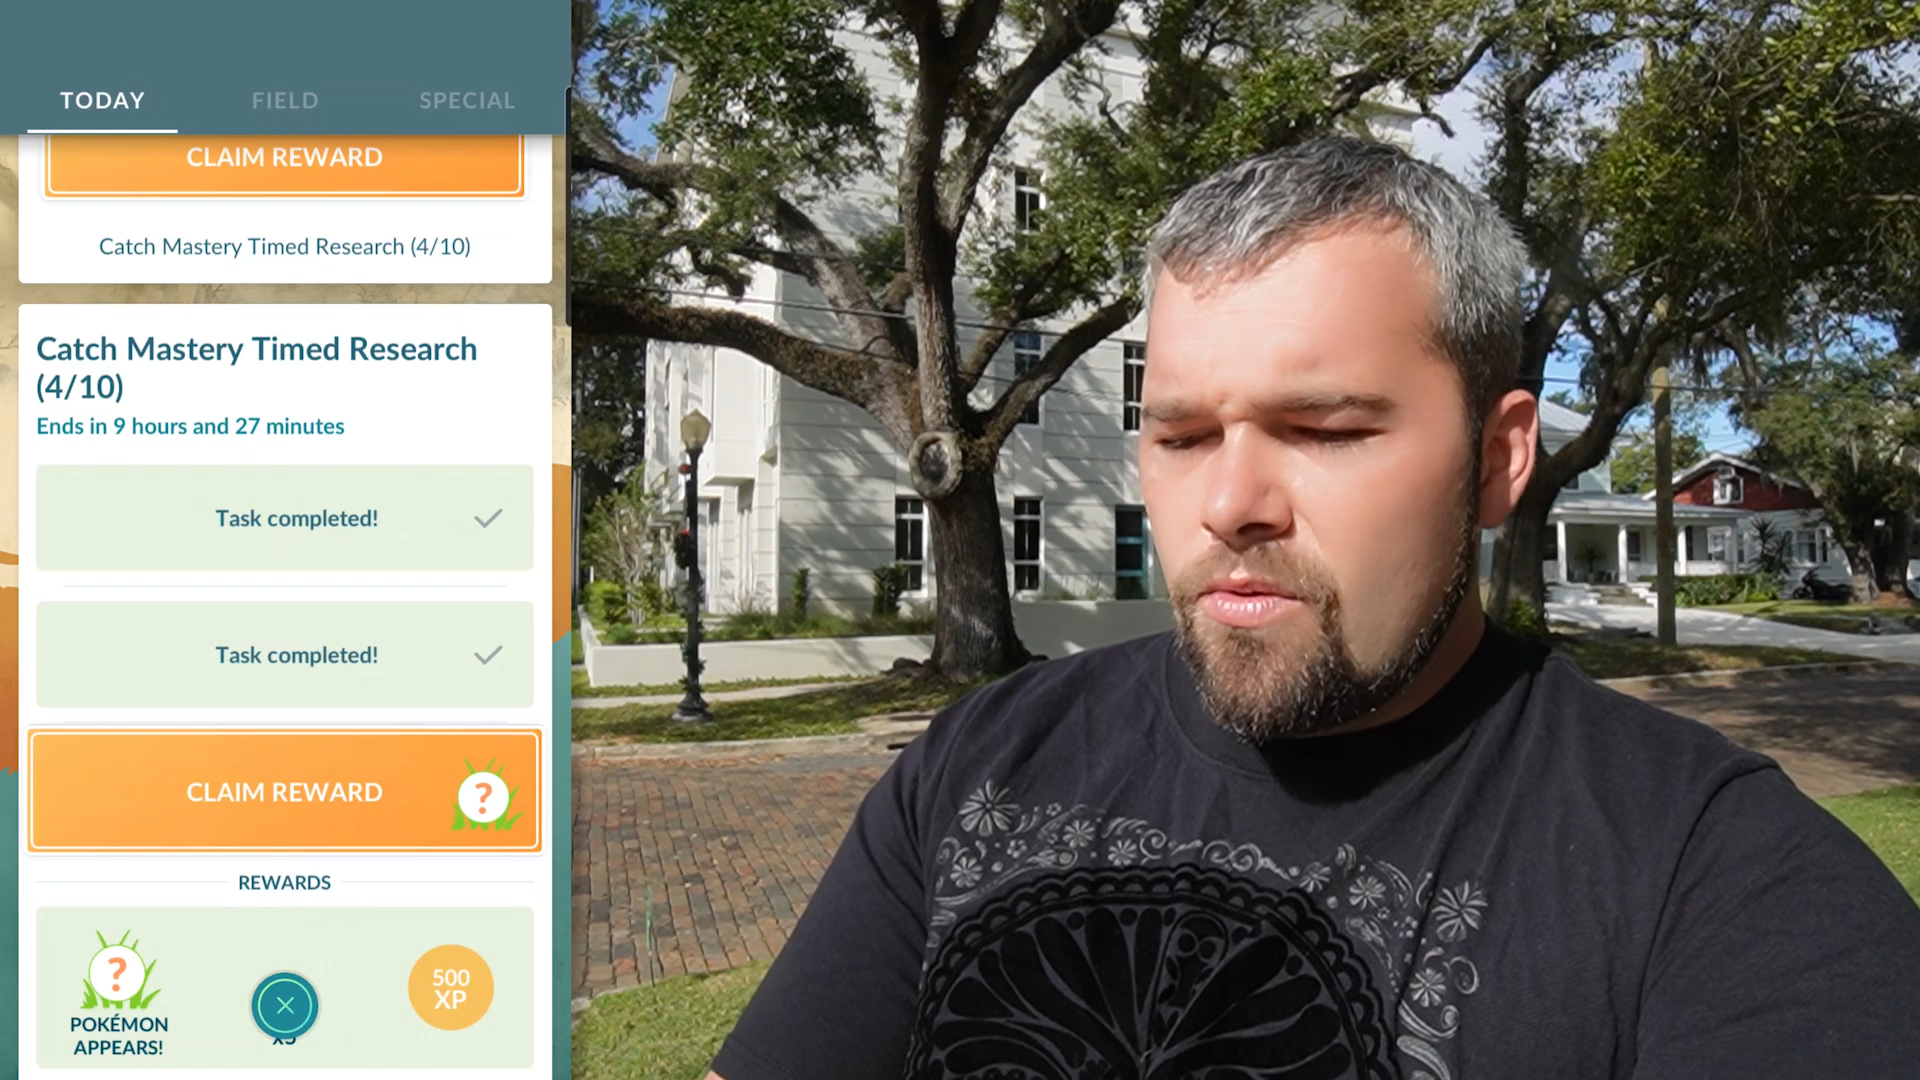 TODAY
FIELD
SPECIAL
CLAIM REWARD
Catch Mastery Timed Research (4/10)
Catch Mastery Timed Research
(4/10)
Ends in 9 hours and 27 minutes
Task completed!
Task completed!
CLAIM REWARD
?
REWARDS
?
POKÉMON
APPEARS!
500
XP